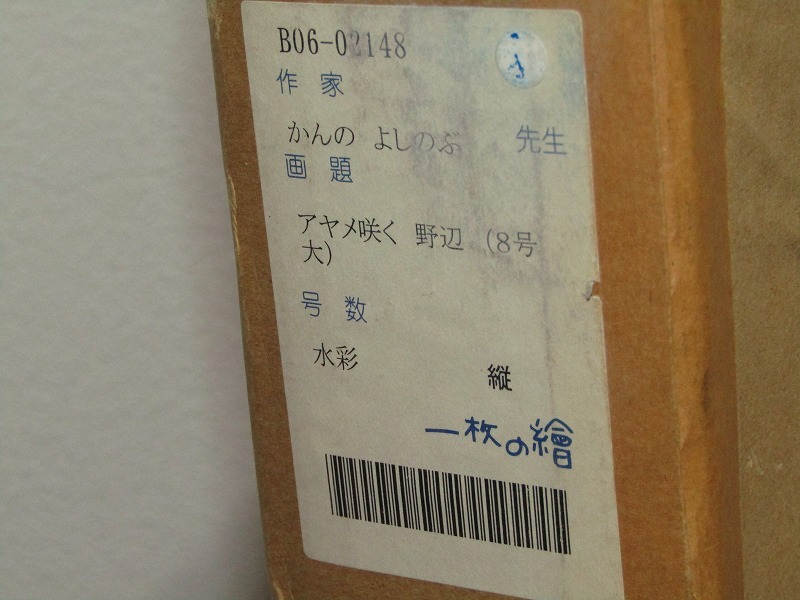 B06-02148
作家
かんの よしのぶ 先生
画題
アヤメ咲く 野辺 (8号
大)
号数
水彩 縦
一枚の繪